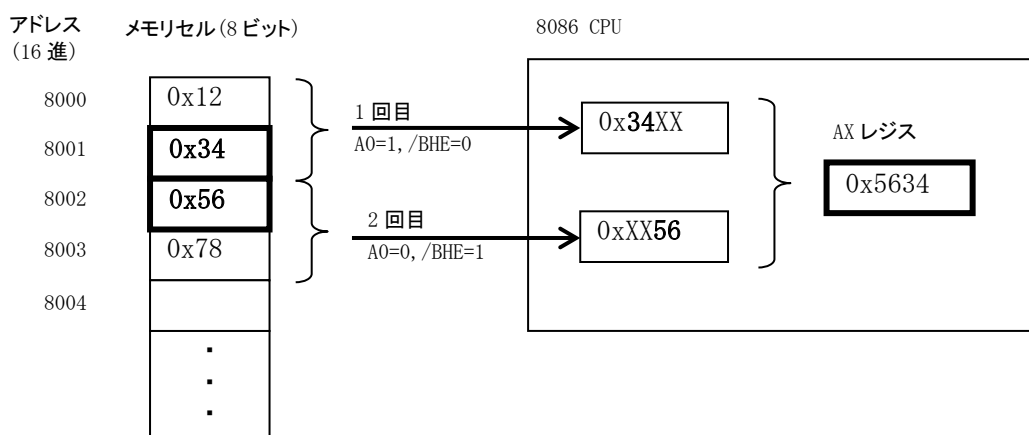 アドレス
(16 進)
メモリセル(8 ビット)
8086 CPU
8000
0x12
8001
0x34
8002
0x56
8003
0x78
8004
・
・
・
1 回目
A0=1, /BHE=0
2 回目
A0=0, /BHE=1
0x34XX
0xXX56
AX レジス
0x5634